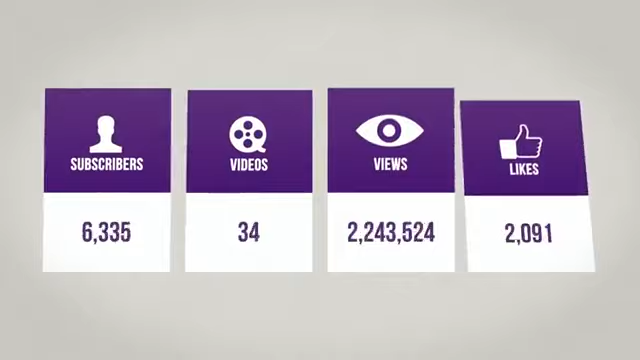 SUBSCRIBERS
6,335
VIDEOS
34
VIEWS
2,243,524
LIKES
2,091